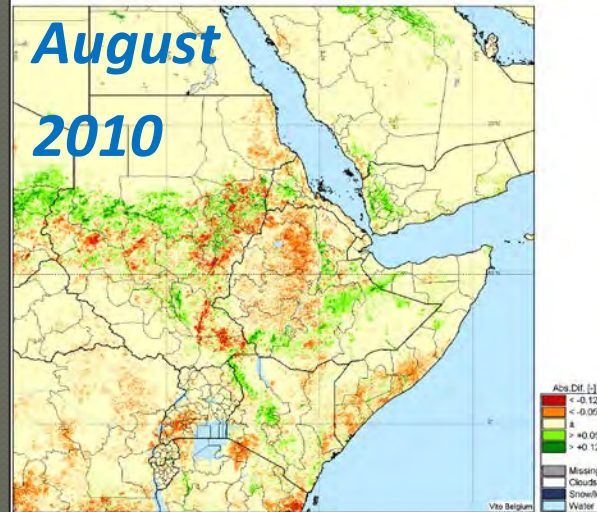 August
2010
Abs.Dif. [-]
< -0.12
< -0.05
±
> +0.05
> +0.12
Missing
Clouds
Water
Vito Belgium